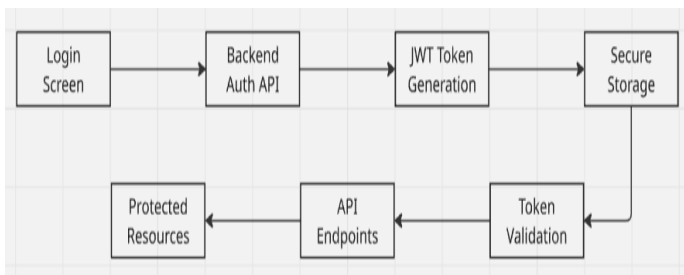 Login
Screen
Backend
Auth API
JWT Token
Generation
Secure
Storage
Protected
Resources
API
Endpoints
Token
Validation